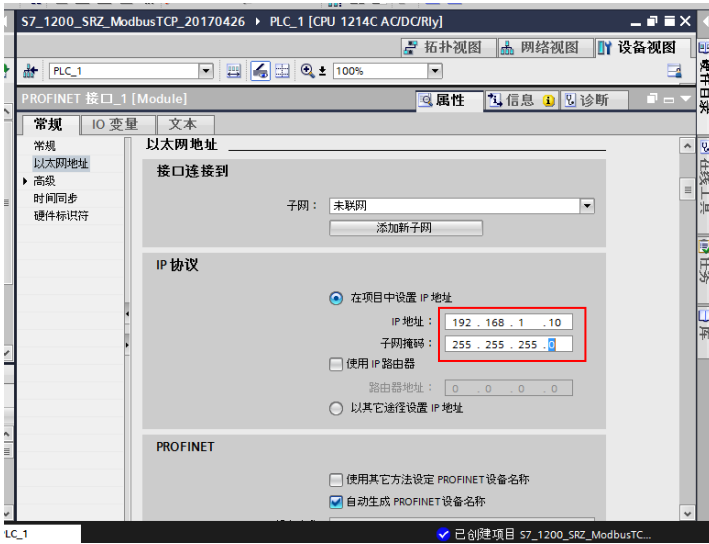 S7_1200_SRZ_ModbusTCP_20170426 ▸ PLC_1 [CPU 1214C AC/DC/Rly]
拓扑视图 网络视图 设备视图
PLC_1 100%
PROFINET 接口_1 [Module] 属性 信息 诊断
常规 IO 变量 文本
常规
以太网地址
高级
时间同步
硬件标识符
以太网地址
接口连接到
子网： 未联网
添加新子网
IP 协议
在项目中设置 IP 地址
IP 地址： 192 . 168 . 1 . 10
子网掩码： 255 . 255 . 255 . 0
使用 IP 路由器
路由器地址： 0 . 0 . 0 . 0
以其它途径设置 IP 地址
PROFINET
使用其它方法设定 PROFINET 设备名称
自动生成 PROFINET 设备名称
在线工具
任务
库
LC_1 已创建项目 S7_1200_SRZ_ModbusTC...